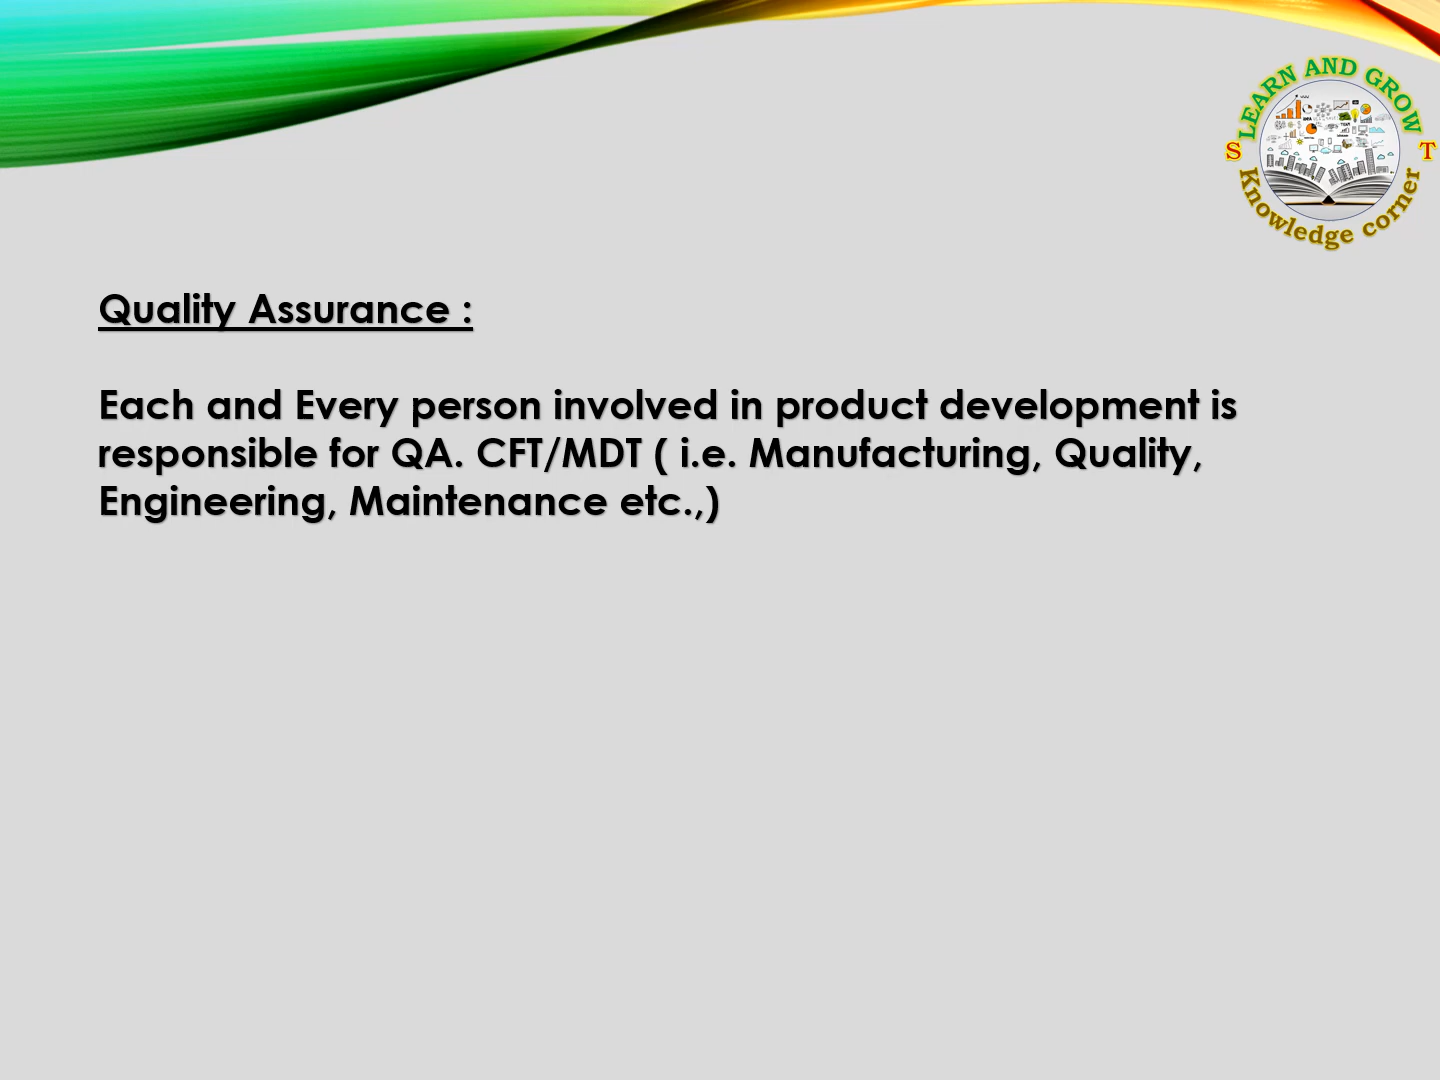 LEARN AND GROW
S T
Knowledge corner
Quality Assurance :
Each and Every person involved in product development is
responsible for QA. CFT/MDT ( i.e. Manufacturing, Quality,
Engineering, Maintenance etc.,)